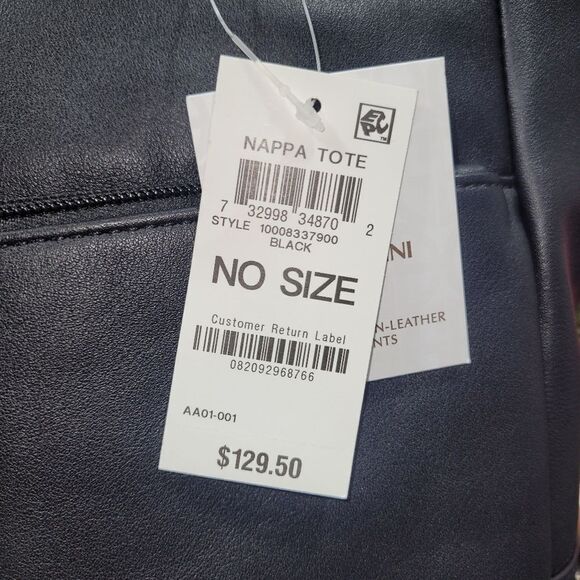 EPC
NAPPA TOTE
7 32998 34870 2
STYLE 10008337900
BLACK
NO SIZE
Customer Return Label
082092968766
AA01-001
$129.50
NI
N-LEATHER
NTS